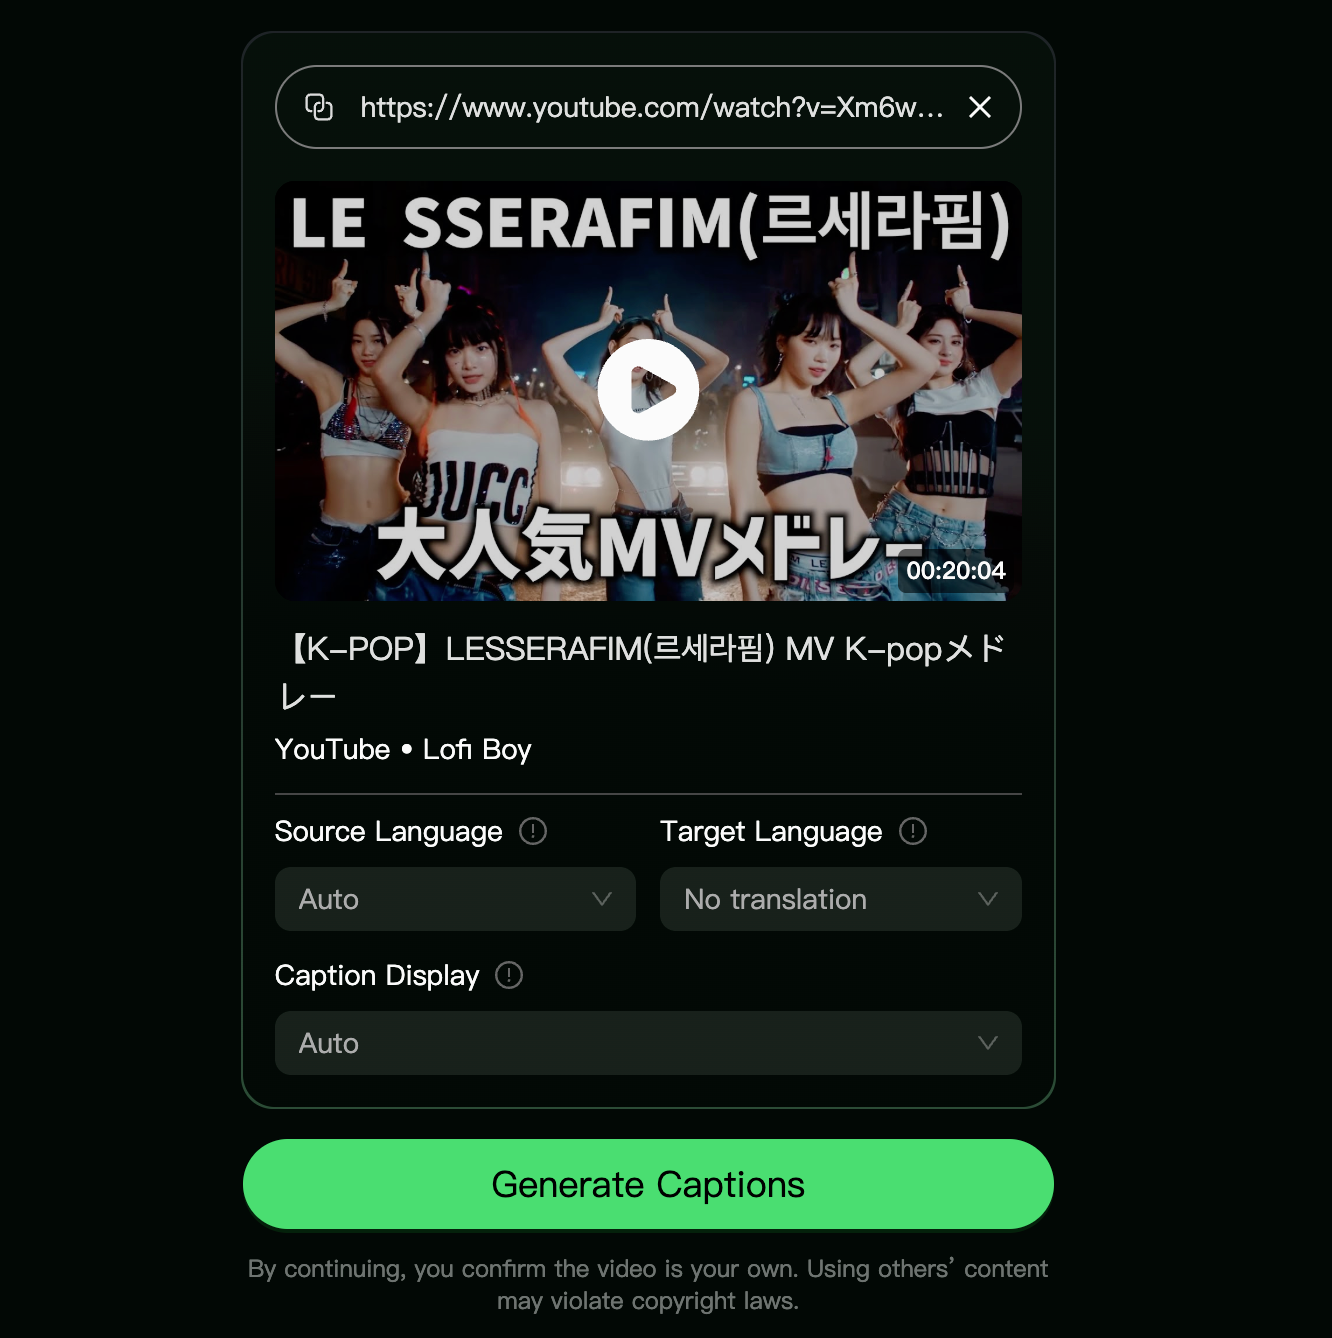 https://www.youtube.com/watch?v=Xm6w...
LE SSERAFIM(르세라핌)
大人気MVメドレー
00:20:04
【K-POP】LESSERAFIM(르세라핌) MV K-popメド
レー
YouTube • Lofi Boy
Source Language
Target Language
Auto
No translation
Caption Display
Auto
Generate Captions
By continuing, you confirm the video is your own. Using others’ content
may violate copyright laws.